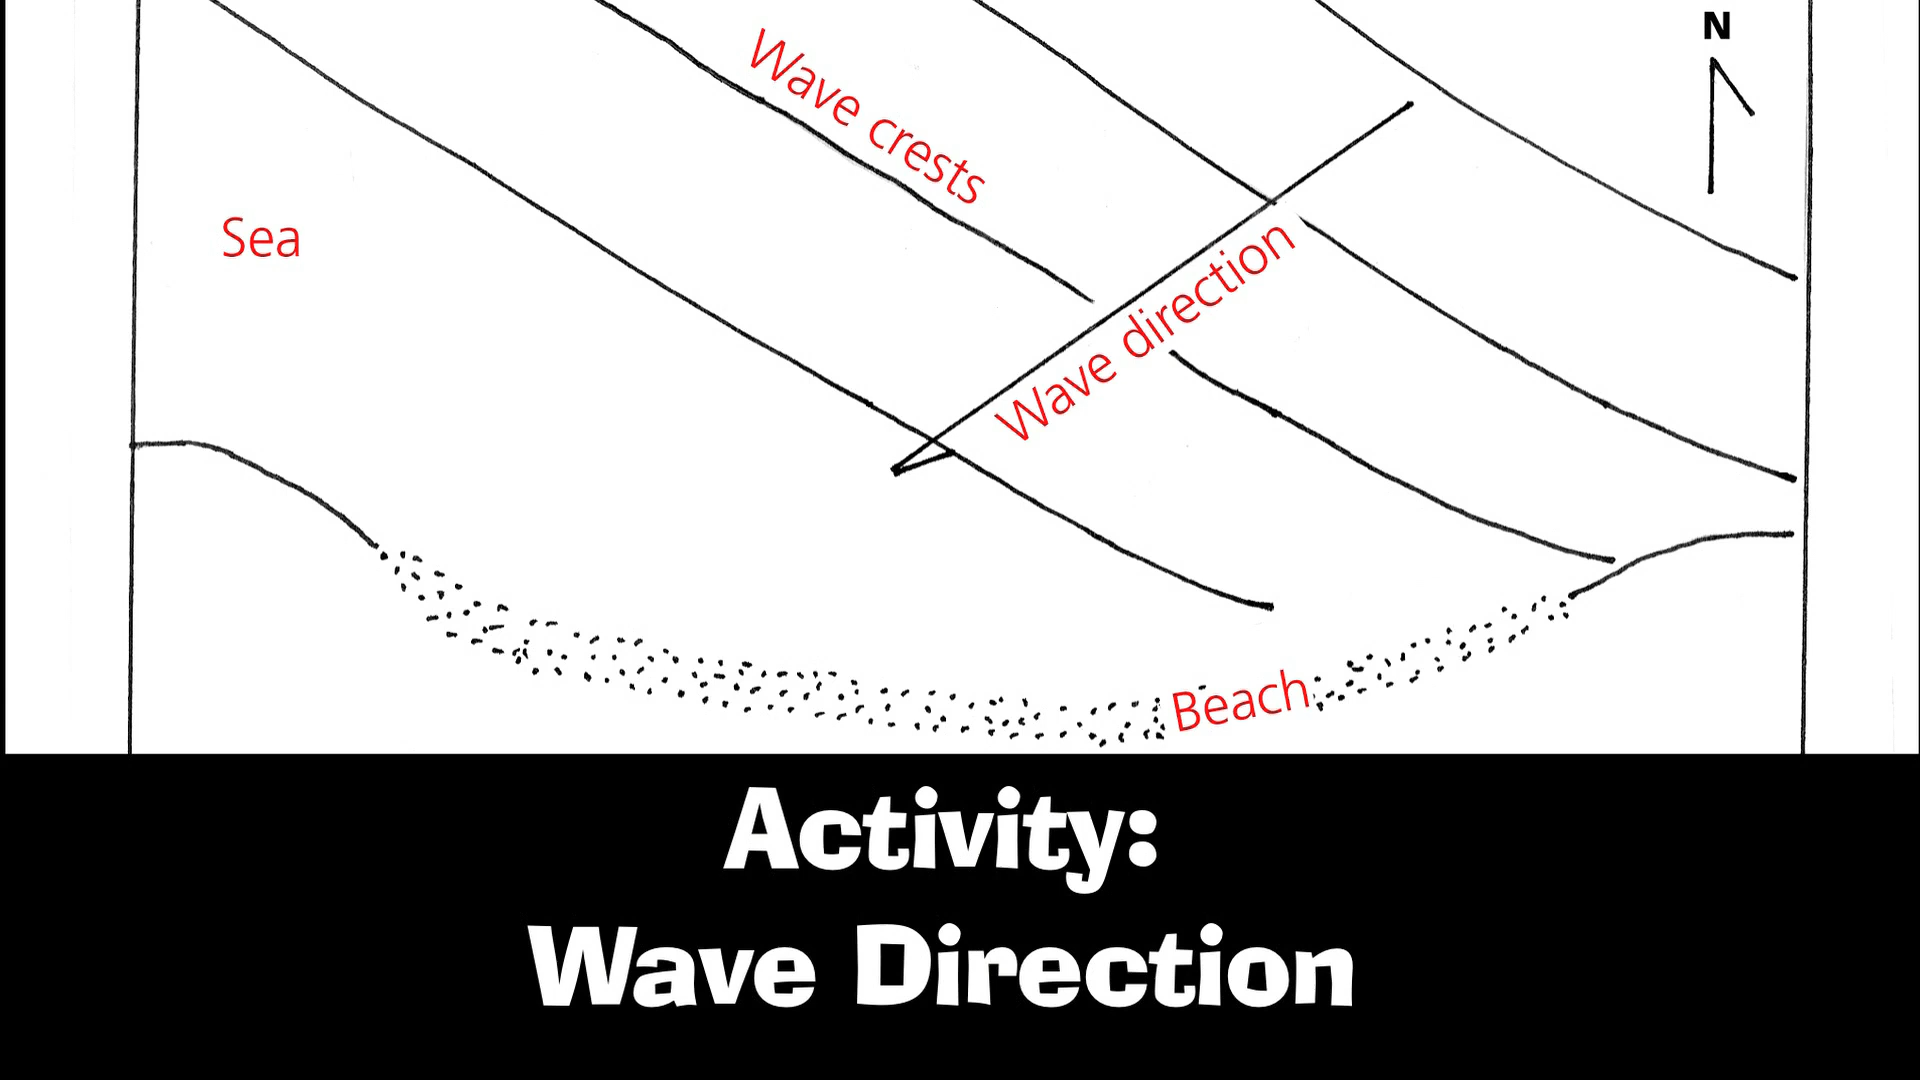 N
Wave crests
Sea
Wave direction
Beach
Activity:
Wave Direction